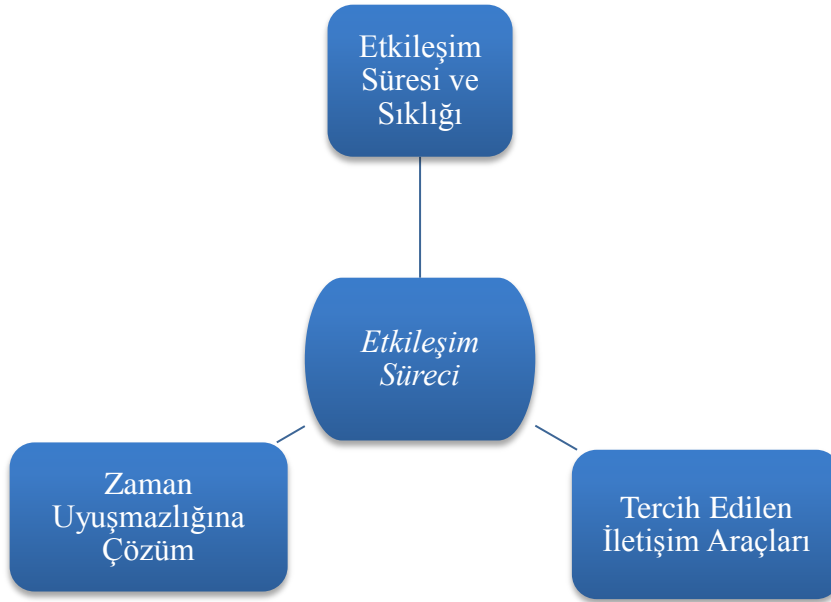 Etkileşim
Süresi ve
Sıklığı
Etkileşim
Süreci
Zaman
Uyuşmazlığına
Çözüm
Tercih Edilen
İletişim Araçları